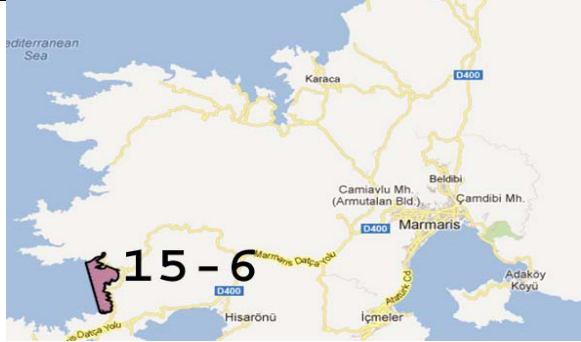 editerranean
Sea
Karaca
D400
Beldibi
Camiavlu Mh.
(Armutalan Bld.)
Çamdibi Mh.
D400
Marmaris
15-6
Marmaris Datça Yolu
Adaköy
Köyü
D400
Atatürk Cd
Hisarönü
İçmeler
Datça Yolu